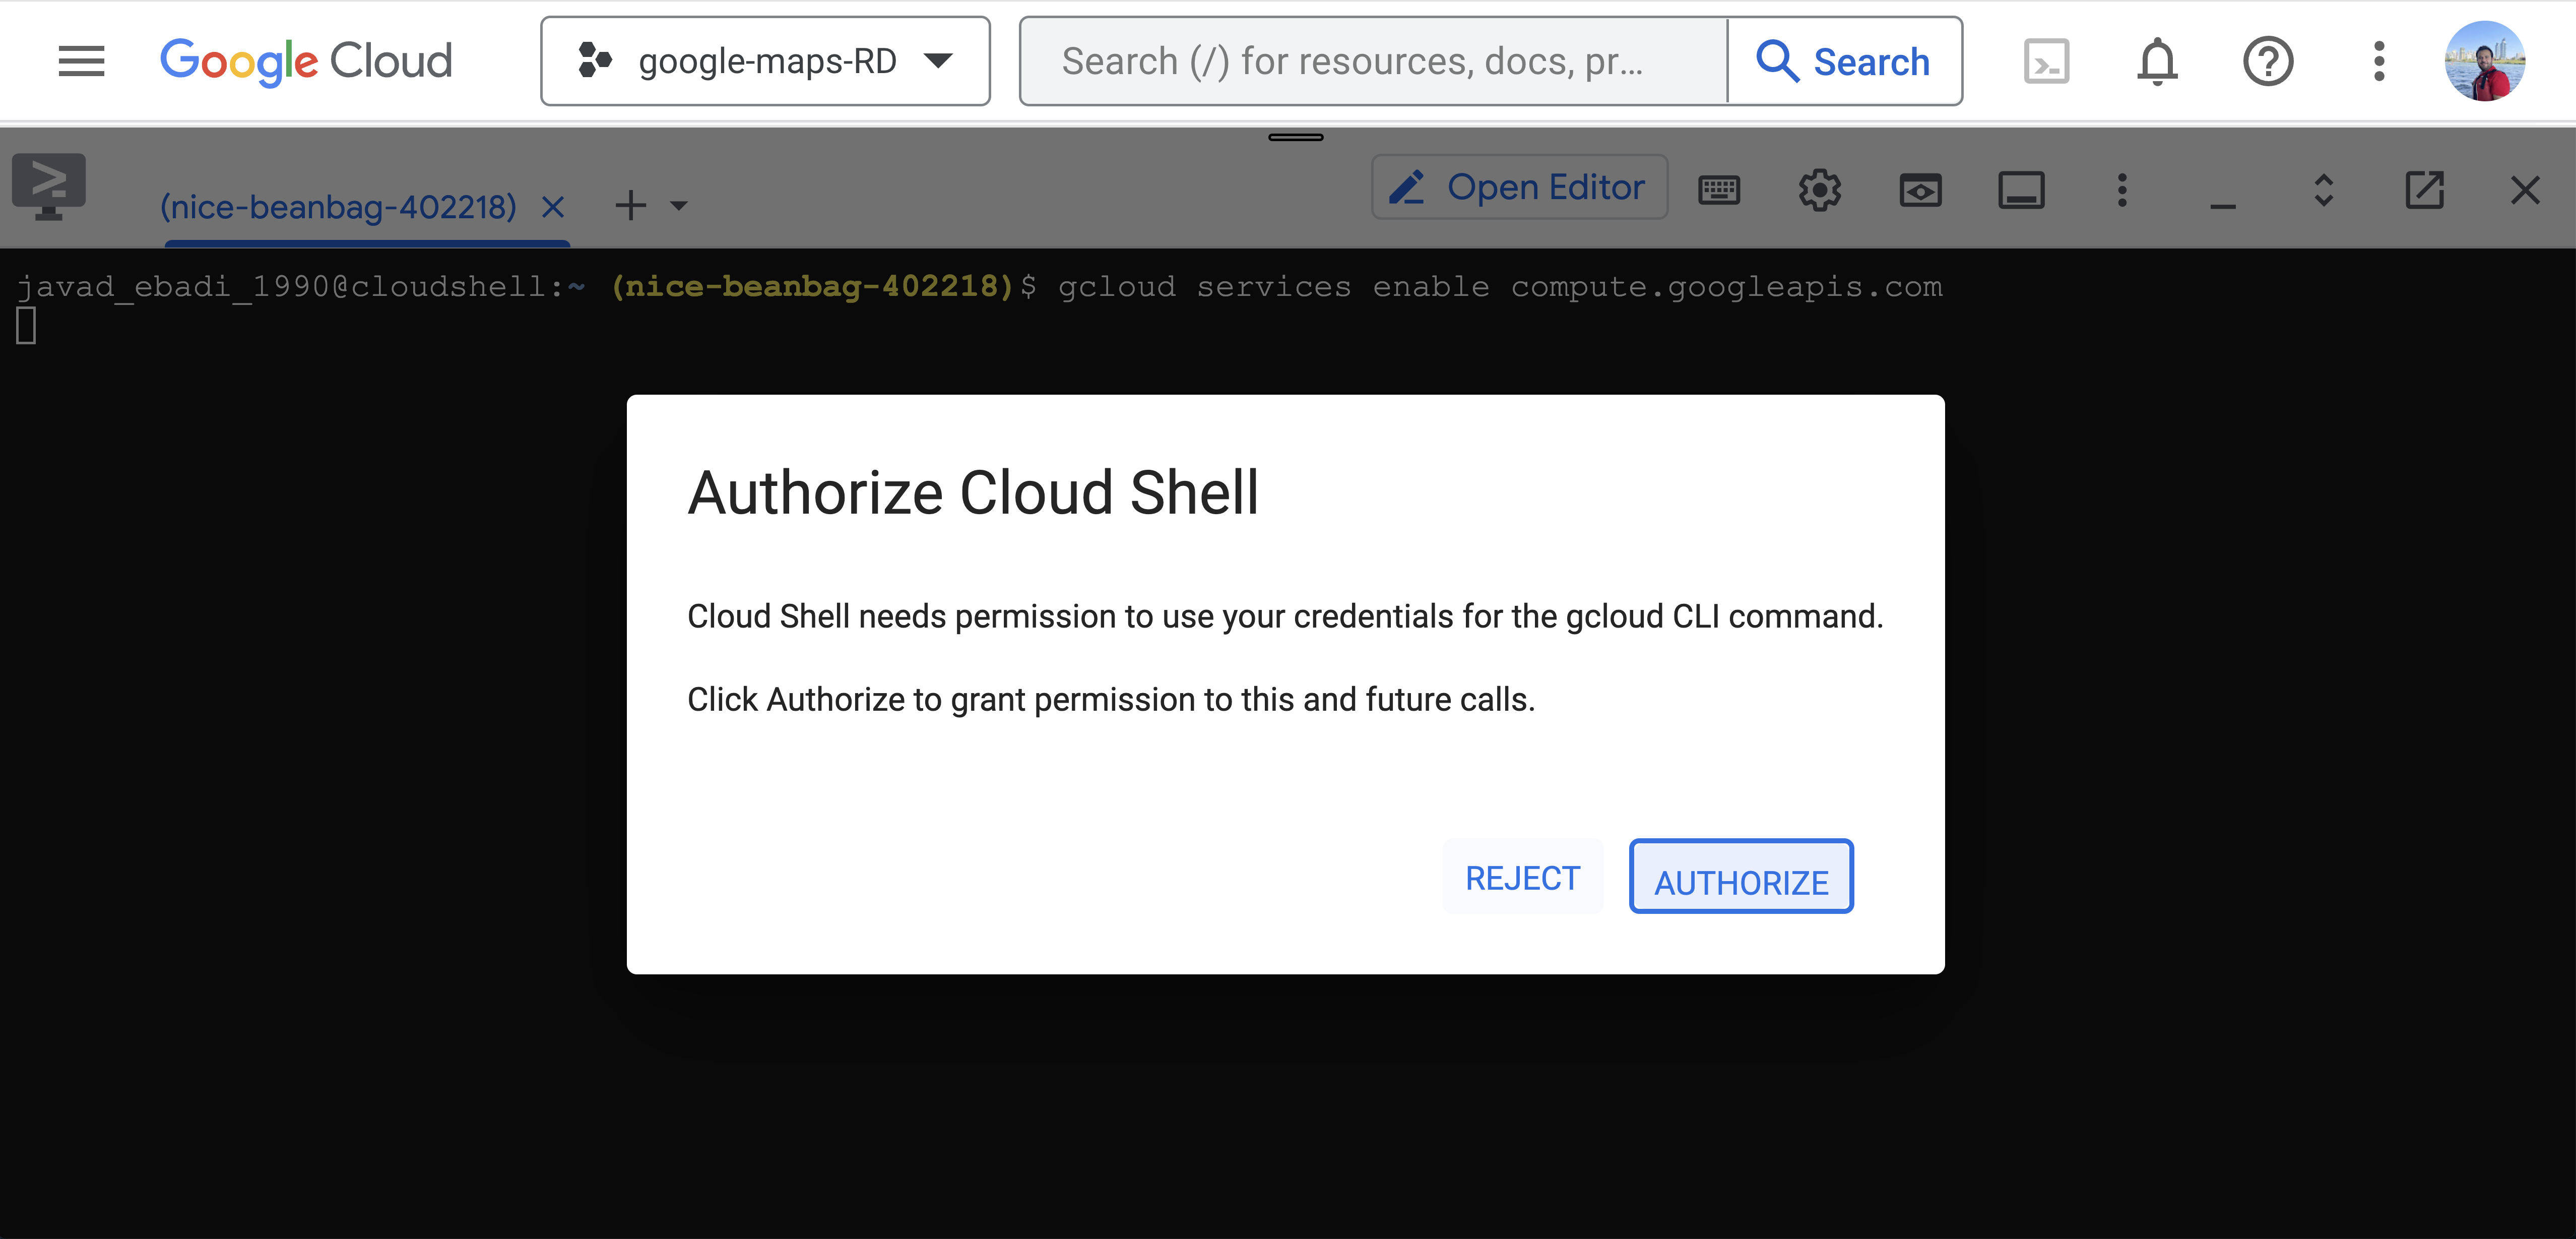 Google Cloud
google-maps-RD
Search (/) for resources, docs, pr...
Search
(nice-beanbag-402218)
Open Editor
javad_ebadi_1990@cloudshell:~ (nice-beanbag-402218)$ gcloud services enable compute.googleapis.com
Authorize Cloud Shell
Cloud Shell needs permission to use your credentials for the gcloud CLI command.
Click Authorize to grant permission to this and future calls.
REJECT
AUTHORIZE